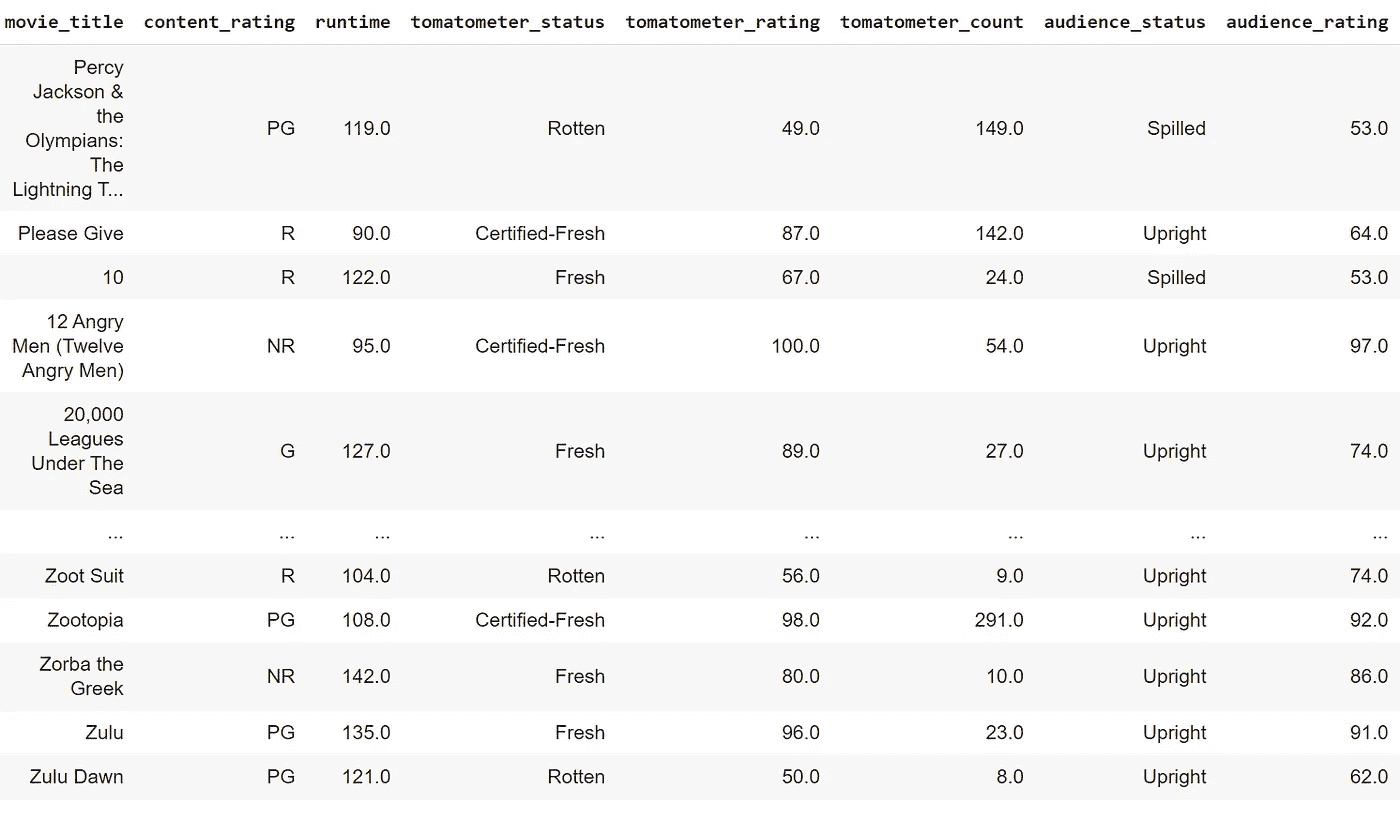 movie_title content_rating runtime tomatometer_status tomatometer_rating tomatometer_count audience_status audience_rating
Percy
Jackson &
the
Olympians:
The
Lightning T...
PG 119.0 Rotten 49.0 149.0 Spilled 53.0
Please Give R 90.0 Certified-Fresh 87.0 142.0 Upright 64.0
10 R 122.0 Fresh 67.0 24.0 Spilled 53.0
12 Angry
Men (Twelve
Angry Men)
NR 95.0 Certified-Fresh 100.0 54.0 Upright 97.0
20,000
Leagues
Under The
Sea
G 127.0 Fresh 89.0 27.0 Upright 74.0
... ... ... ... ... ... ... ...
Zoot Suit R 104.0 Rotten 56.0 9.0 Upright 74.0
Zootopia PG 108.0 Certified-Fresh 98.0 291.0 Upright 92.0
Zorba the
Greek
NR 142.0 Fresh 80.0 10.0 Upright 86.0
Zulu PG 135.0 Fresh 96.0 23.0 Upright 91.0
Zulu Dawn PG 121.0 Rotten 50.0 8.0 Upright 62.0